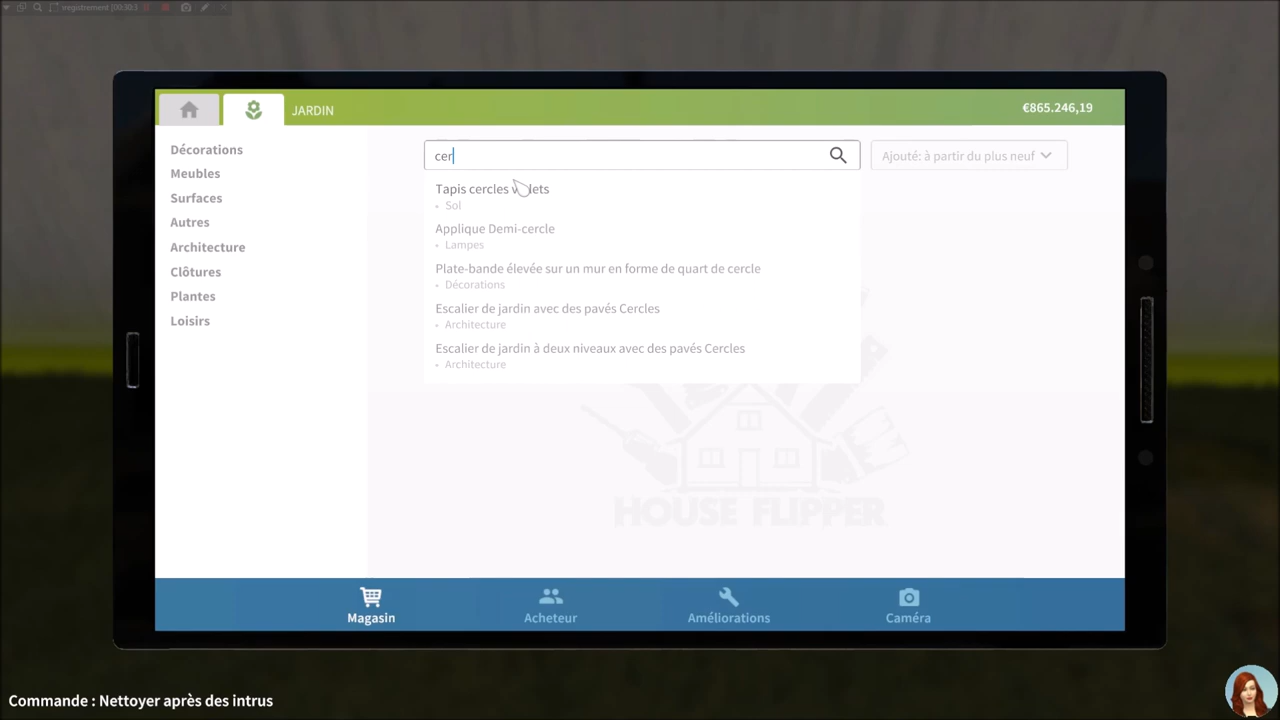 JARDIN
€865.246,19
Décorations
Meubles
Surfaces
Autres
Architecture
Clôtures
Plantes
Loisirs
cer
Ajouté: à partir du plus neuf
Tapis cercles
• Sol
Applique Demi-cercle
• Lampes
Plate-bande élevée sur un mur en forme de quart de cercle
• Décorations
Escalier de jardin avec des pavés Cercles
• Architecture
Escalier de jardin à deux niveaux avec des pavés Cercles
• Architecture
HOUSE FLIPPER
Magasin
Acheteur
Améliorations
Caméra
Commande : Nettoyer après des intrus